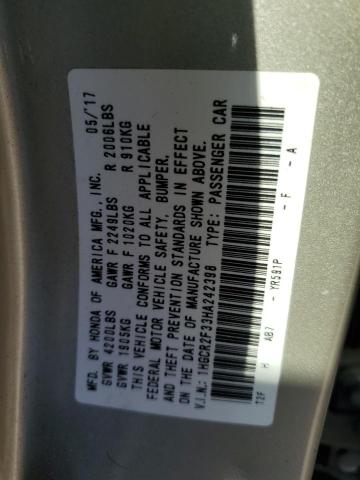 MFD. BY HONDA OF AMERICA MFG., INC. 05/'17
GVWR 4200LBS GAWR F 2249LBS R 2006LBS
GVWR 1905KG GAWR F 1020KG R 910KG
THIS VEHICLE CONFORMS TO ALL APPLICABLE
FEDERAL MOTOR VEHICLE SAFETY, BUMPER,
AND THEFT PREVENTION STANDARDS IN EFFECT
ON THE DATE OF MANUFACTURE SHOWN ABOVE.
V.I.N.: 1HGCR2F33HA242398 TYPE: PASSENGER CAR
T2F H AB7 - YR591P - F - A